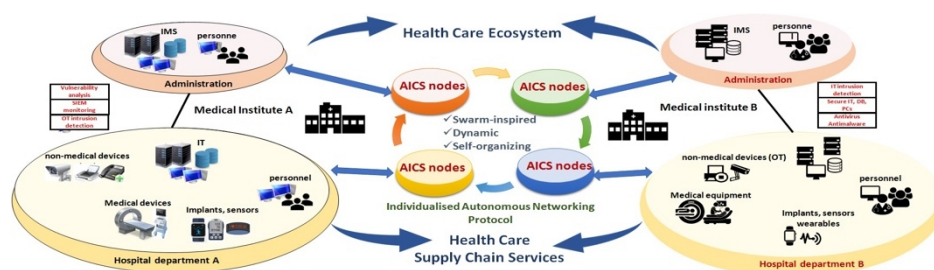 Health Care Ecosystem
IMS
personne
Administration
Vulnerability
analysis
SIEM
monitoring
OT intrusion
detection
Medical Institute A
non-medical devices
IT
personnel
Medical devices
Implants, sensors
Hospital department A
AICS nodes
AICS nodes
✓Swarm-inspired
✓ Dynamic
✓ Self-organizing
AICS nodes
AICS nodes
Individualised Autonomous Networking
Protocol
Health Care
Supply Chain Services
IMS
personne
Administration
Medical institute B
IT intrusion
detection
Secure IT, DB,
PCs
Antivirus
Antimalware
non-medical devices (OT)
personnel
Medical equipment
Implants, sensors
wearables
Hospital department B